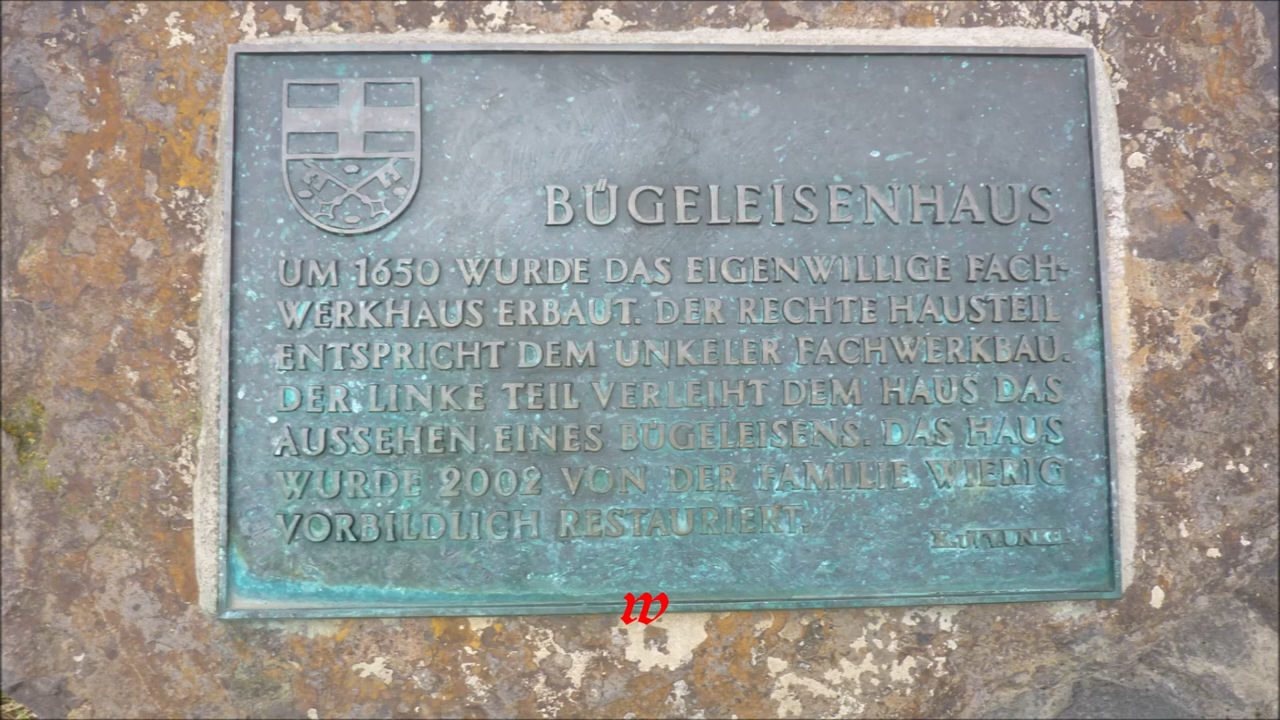 BÜGELEISENHAUS
UM 1650 WURDE DAS EIGENWILLIGE FACH-
WERKHAUS ERBAUT. DER RECHTE HAUSTEIL
ENTSPRICHT DEM UNKELER FACHWERKBAU.
DER LINKE TEIL VERLEIHT DEM HAUS DAS
AUSSEHEN EINES BÜGELEISENS. DAS HAUS
WURDE 2002 VON DER FAMILIE WIERIG
VORBILDLICH RESTAURIERT.
w